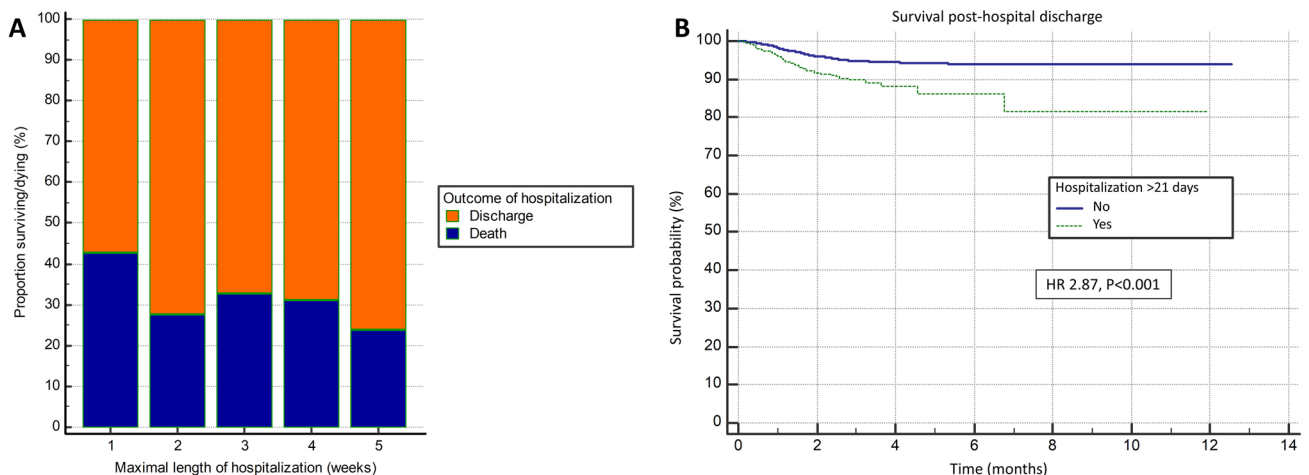 A
Proportion surviving/dying (%)
100
90
80
70
60
50
40
30
20
10
0
1 2 3 4 5
Maximal length of hospitalization (weeks)
Outcome of hospitalization
Discharge
Death
B
Survival post-hospital discharge
Survival probability (%)
100
90
80
70
60
50
40
30
20
10
0
Hospitalization >21 days
No
Yes
HR 2.87, P<0.001
0 2 4 6 8 10 12 14
Time (months)